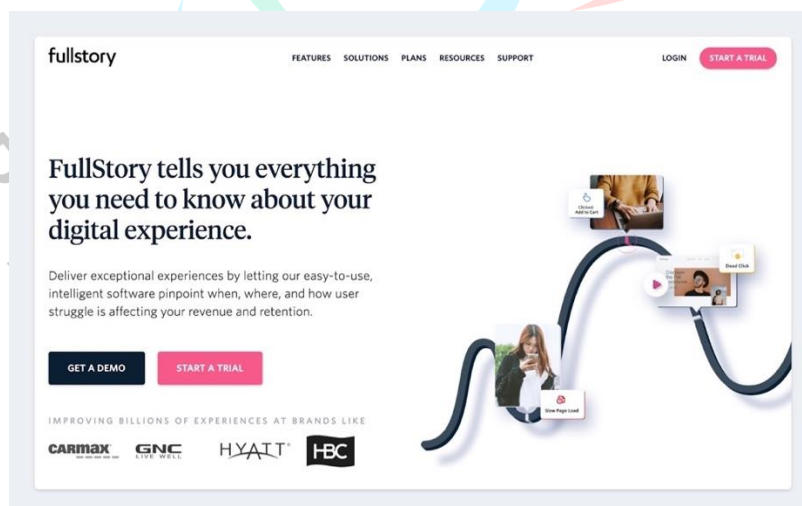 fullstory
FEATURES SOLUTIONS PLANS RESOURCES SUPPORT
LOGIN START A TRIAL
FullStory tells you everything
you need to know about your
digital experience.
Deliver exceptional experiences by letting our easy-to-use,
intelligent software pinpoint when, where, and how user
struggle is affecting your revenue and retention.
GET A DEMO START A TRIAL
IMPROVING BILLIONS OF EXPERIENCES AT BRANDS LIKE
CARMAX GNC HYATT HBC
LIVE WELL
Clicked
Add to Cart
Dead Click
Slow Page Load